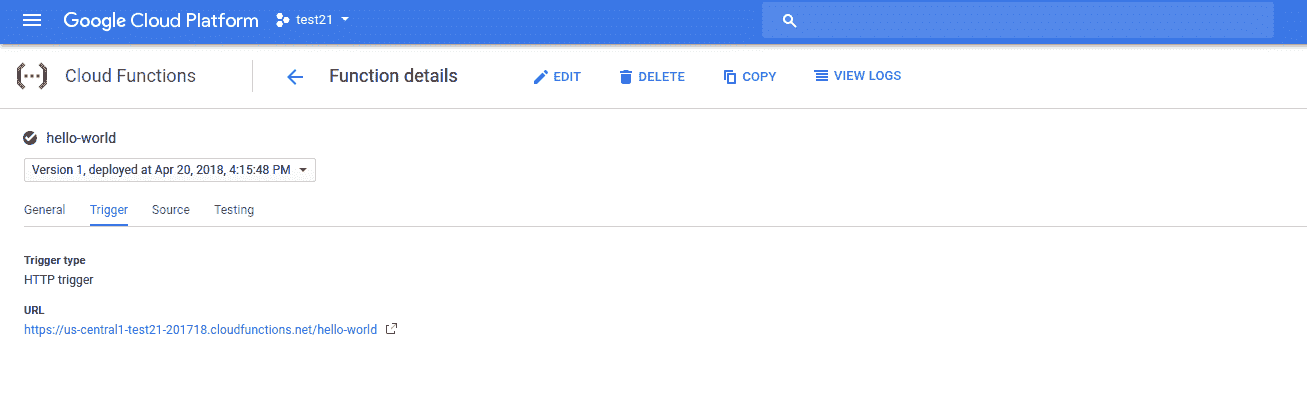 Google Cloud Platform test21
Cloud Functions Function details EDIT DELETE COPY VIEW LOGS
hello-world
Version 1, deployed at Apr 20, 2018, 4:15:48 PM
General Trigger Source Testing
Trigger type
HTTP trigger
URL
https://us-central1-test21-201718.cloudfunctions.net/hello-world